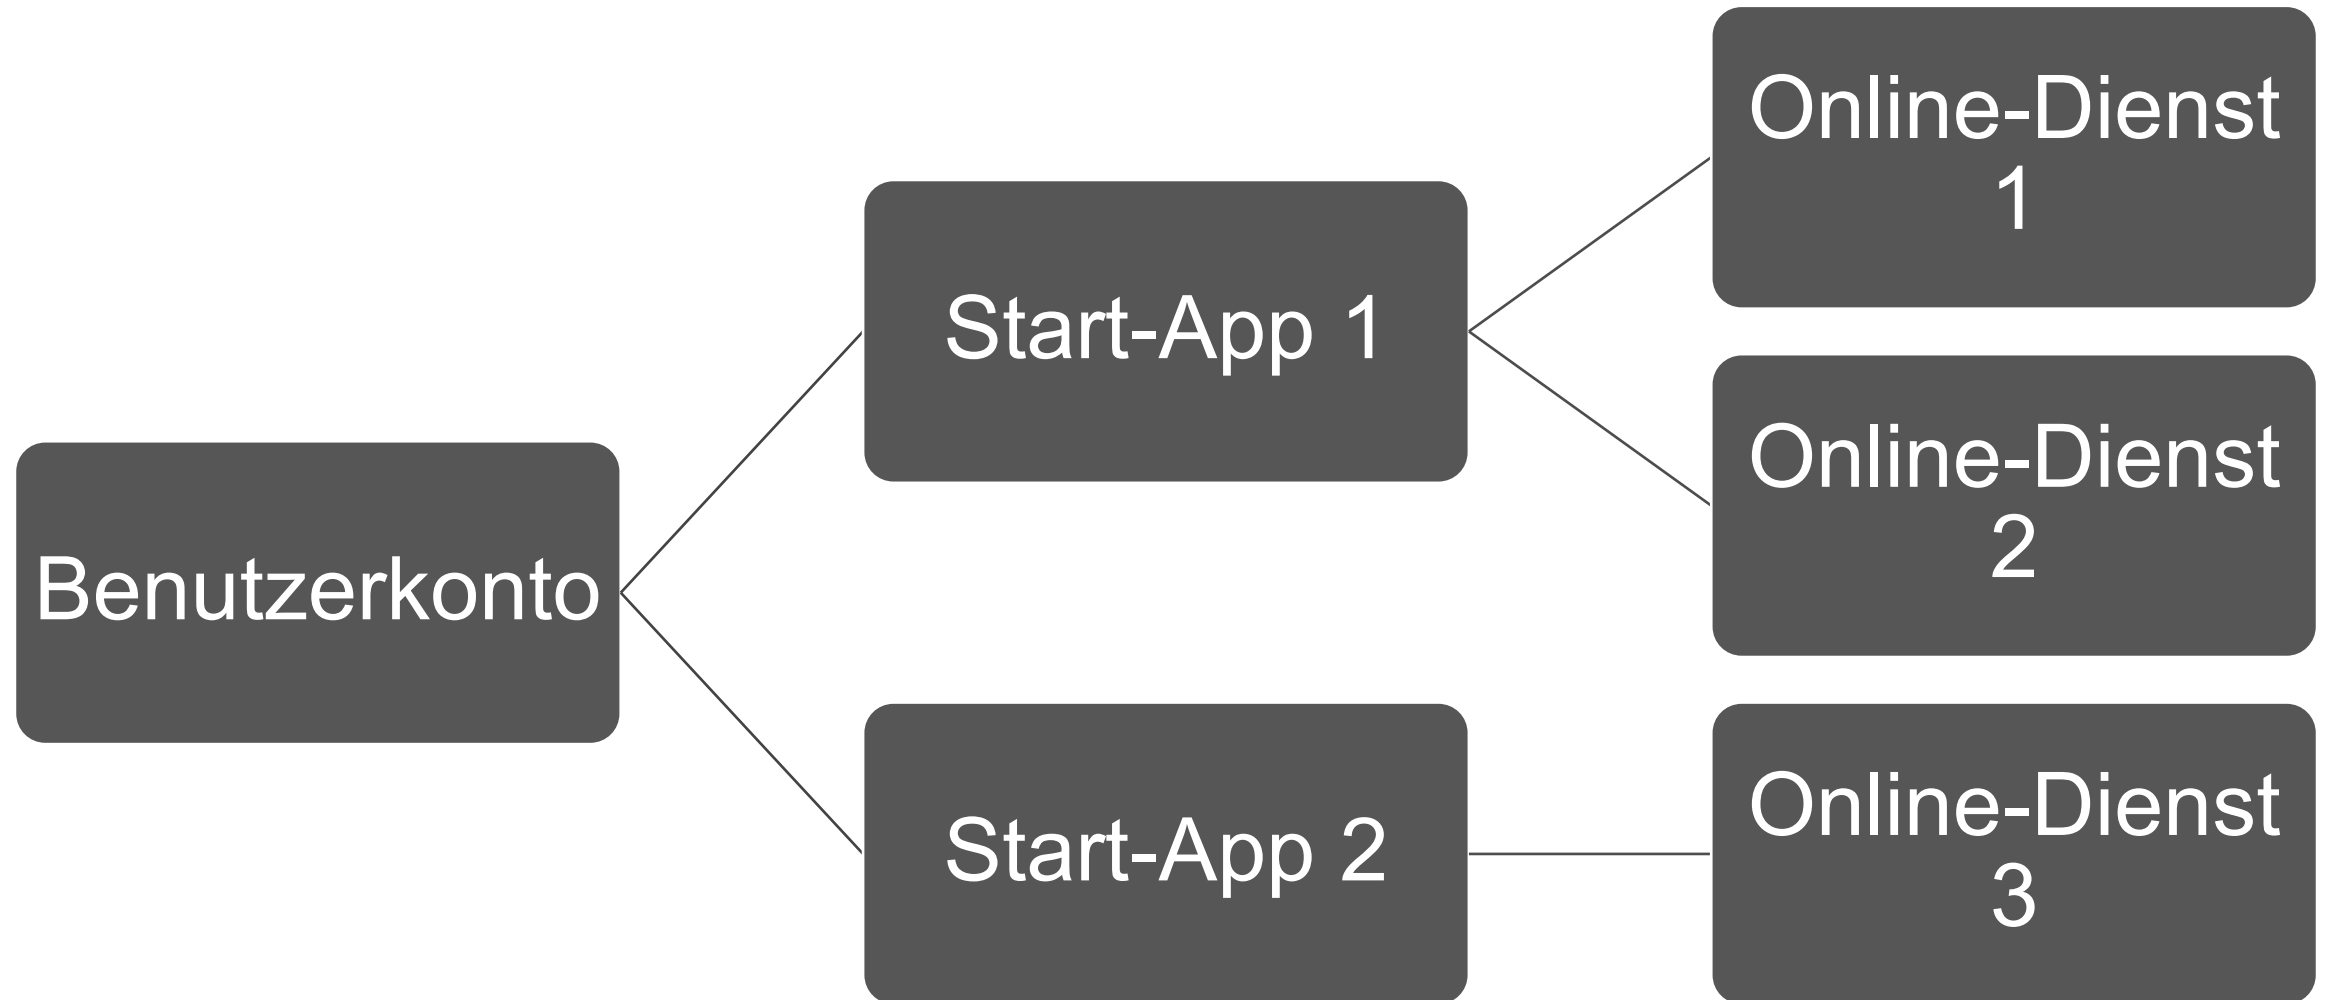 Benutzerkonto
Start-App 1
Online-Dienst
1
Online-Dienst
2
Start-App 2
Online-Dienst
3